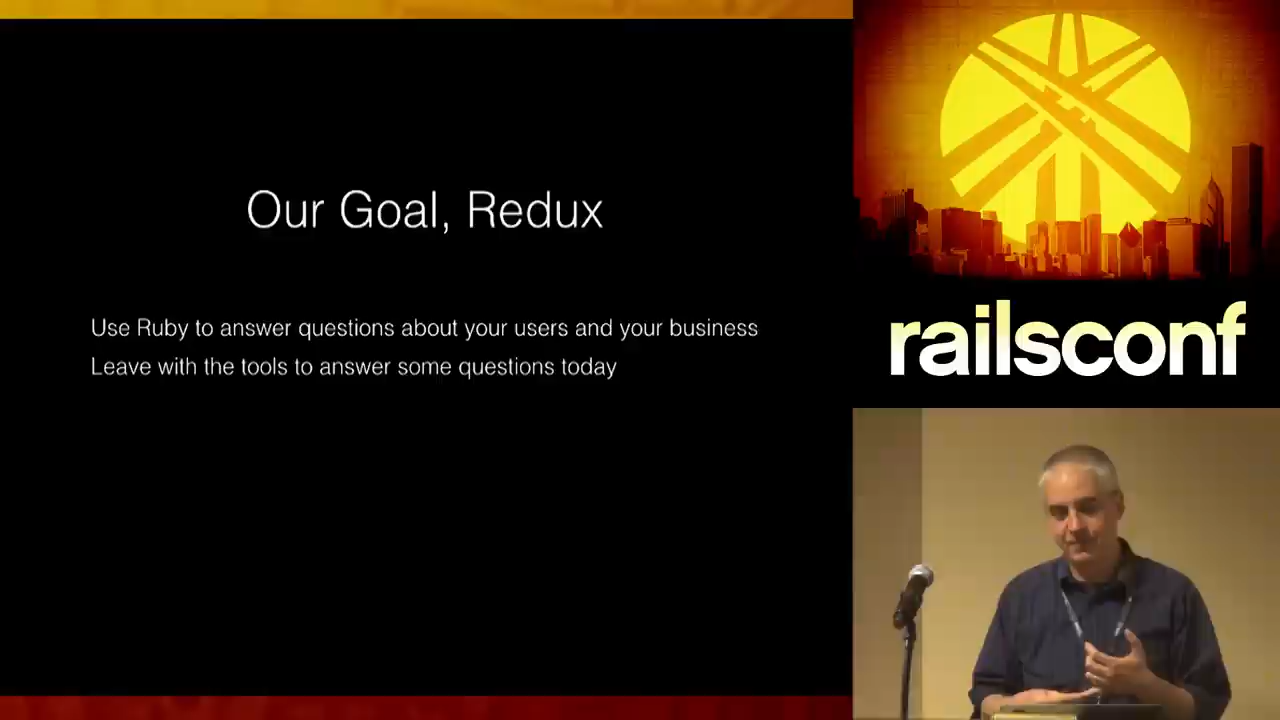 Our Goal, Redux
Use Ruby to answer questions about your users and your business
Leave with the tools to answer some questions today
railsconf